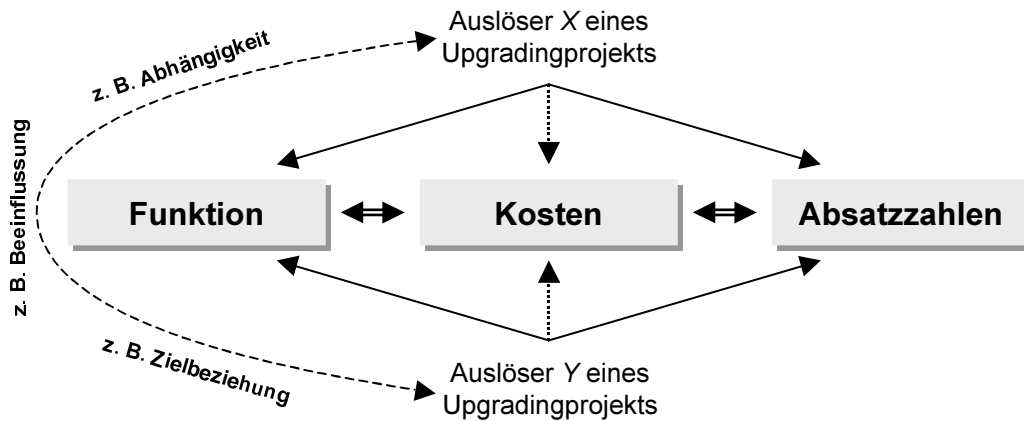 Auslöser X eines
Upgradingprojekts
z. B. Abhängigkeit
z. B. Beeinflussung
Funktion
Kosten
Absatzzahlen
z. B. Zielbeziehung
Auslöser Y eines
Upgradingprojekts